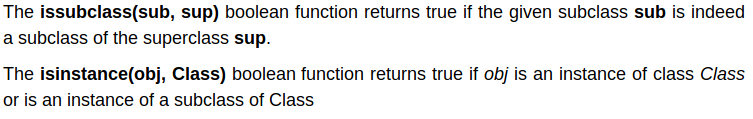 The issubclass(sub, sup) boolean function returns true if the given subclass sub is indeed
a subclass of the superclass sup.
The isinstance(obj, Class) boolean function returns true if obj is an instance of class Class
or is an instance of a subclass of Class